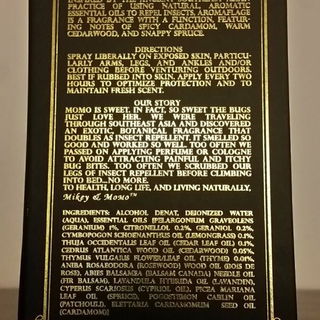 PRACTICE OF USING NATURAL, AROMATIC
ESSENTIAL OILS TO REPEL INSECTS, AROMAFLAGE
IS A FRAGRANCE WITH A FUNCTION, FEATUR-
ING NOTES OF SPICY CARDAMOM, WARM
CEDARWOOD, AND SNAPPY SPRUCE.
DIRECTIONS
SPRAY LIBERALLY ON EXPOSED SKIN, PARTICU-
LARLY ARMS, LEGS, AND ANKLES AND/OR
CLOTHING BEFORE VENTURING OUTDOORS.
BEST IF RUBBED INTO SKIN. APPLY EVERY TWO
HOURS TO OPTIMIZE PROTECTION AND TO
MAINTAIN FRESH SCENT.
OUR STORY
MOMO IS SWEET. IN FACT, SO SWEET THE BUGS
JUST LOVE HER. WE WERE TRAVELING
THROUGH SOUTHEAST ASIA AND DISCOVERED
AN EXOTIC, BOTANICAL FRAGRANCE THAT
DOUBLES AS INSECT REPELLENT. IT SMELLED SO
GOOD AND WORKED SO WELL. TOO OFTEN WE
PASSED ON APPLYING PERFUME OR COLOGNE
TO AVOID ATTRACTING PAINFUL AND ITCHY
BUG BITES. TOO OFTEN WE SCRUBBED OUR
LEGS OF INSECT REPELLENT BEFORE CLIMBING
INTO BED...NO MORE.
TO HEALTH, LONG LIFE, AND LIVING NATURALLY,
Mikey & Momo™
INGREDIENTS: ALCOHOL DENAT, DEIONIZED WATER
(AQUA), ESSENTIAL OILS [PELARGONIUM GRAVEOLENS
(GERANIUM) 1%, CITRONELLOL 0.2%, GERANIOL 0.2%,
CYMBOPOGON SCHOENANTHUS OIL (LEMONGRASS) 0.1%,
THUJA OCCIDENTALIS LEAF OIL (CEDAR LEAF OIL) 0.1%,
CEDRUS ATLANTICA WOOD OIL (CEDARWOOD) 0.05%,
THYMUS VULGARIS FLOWER/LEAF OIL (THYME) 0.01%,
ANIBA ROSAEODORA (ROSEWOOD) WOOD OIL (BOIS DE
ROS), ABIES BALSAMEA (BALSAM CANADA) NEEDLE OIL
(FIR BALSAM), LAVANDULA HYBRIDA OIL (LAVANDIN),
CYPERUS SCARIOSUS (CYPRIOL OIL), PICEA MARIANA
LEAF OIL (SPRUCE), POGOSTEMON CABLIN OIL
(PATCHOULI), ELETTARIA CARDAMOMUM SEED OIL
(CARDAMOM)]